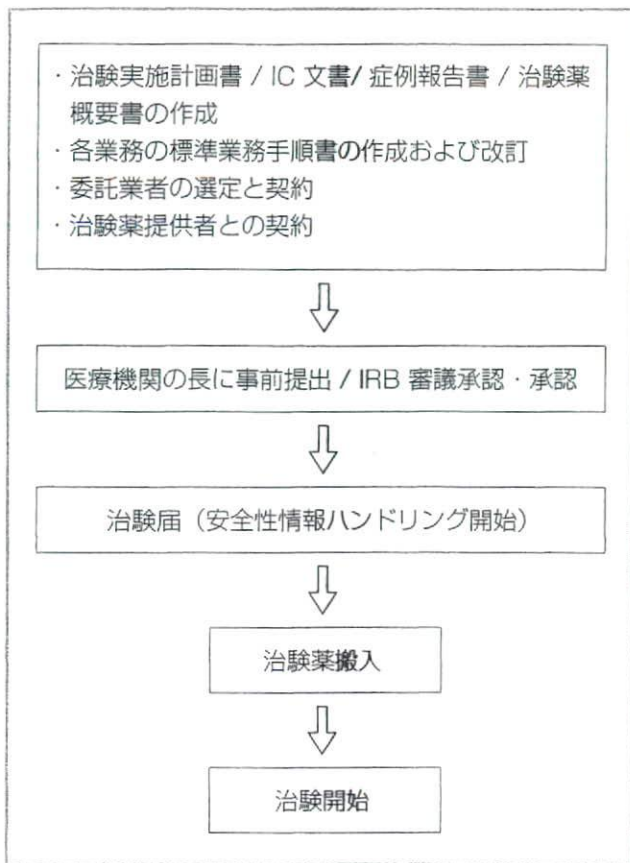 ・治験実施計画書 / IC 文書/ 症例報告書 / 治験薬
概要書の作成
・各業務の標準業務手順書の作成および改訂
・委託業者の選定と契約
・治験薬提供者との契約
医療機関の長に事前提出 / IRB 審議承認・承認
治験届（安全性情報ハンドリング開始）
治験薬搬入
治験開始